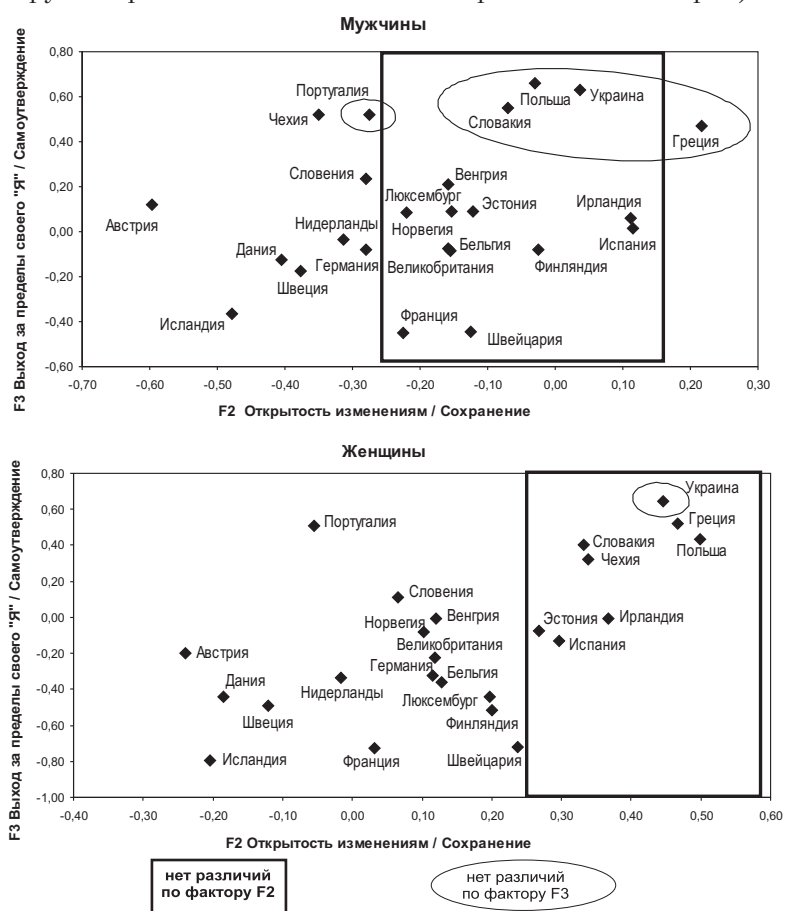 Мужчины
F3 Выход за пределы своего "Я" / Самоутверждение
0,80
0,60
0,40
0,20
0,00
-0,20
-0,40
-0,60
Португалия
Чехия
Польша
Украина
Словакия
Греция
Словения
Венгрия
Люксембург
Эстония
Ирландия
Австрия
Нидерланды
Норвегия
Испания
Дания
Германия
Бельгия
Великобритания
Финляндия
Швеция
Исландия
Франция
Швейцария
-0,70 -0,60 -0,50 -0,40 -0,30 -0,20 -0,10 0,00 0,10 0,20 0,30
F2 Открытость изменениям / Сохранение
Женщины
F3 Выход за пределы своего "Я" / Самоутверждение
0,80
0,60
0,40
0,20
0,00
-0,20
-0,40
-0,60
-0,80
-1,00
Украина
Португалия
Греция
Словакия
Польша
Чехия
Словения
Норвегия
Венгрия
Эстония
Ирландия
Великобритания
Испания
Австрия
Германия
Бельгия
Дания
Нидерланды
Люксембург
Швеция
Финляндия
Исландия
Франция
Швейцария
-0,40 -0,30 -0,20 -0,10 0,00 0,10 0,20 0,30 0,40 0,50 0,60
F2 Открытость изменениям / Сохранение
нет различий
по фактору F2
нет различий
по фактору F3